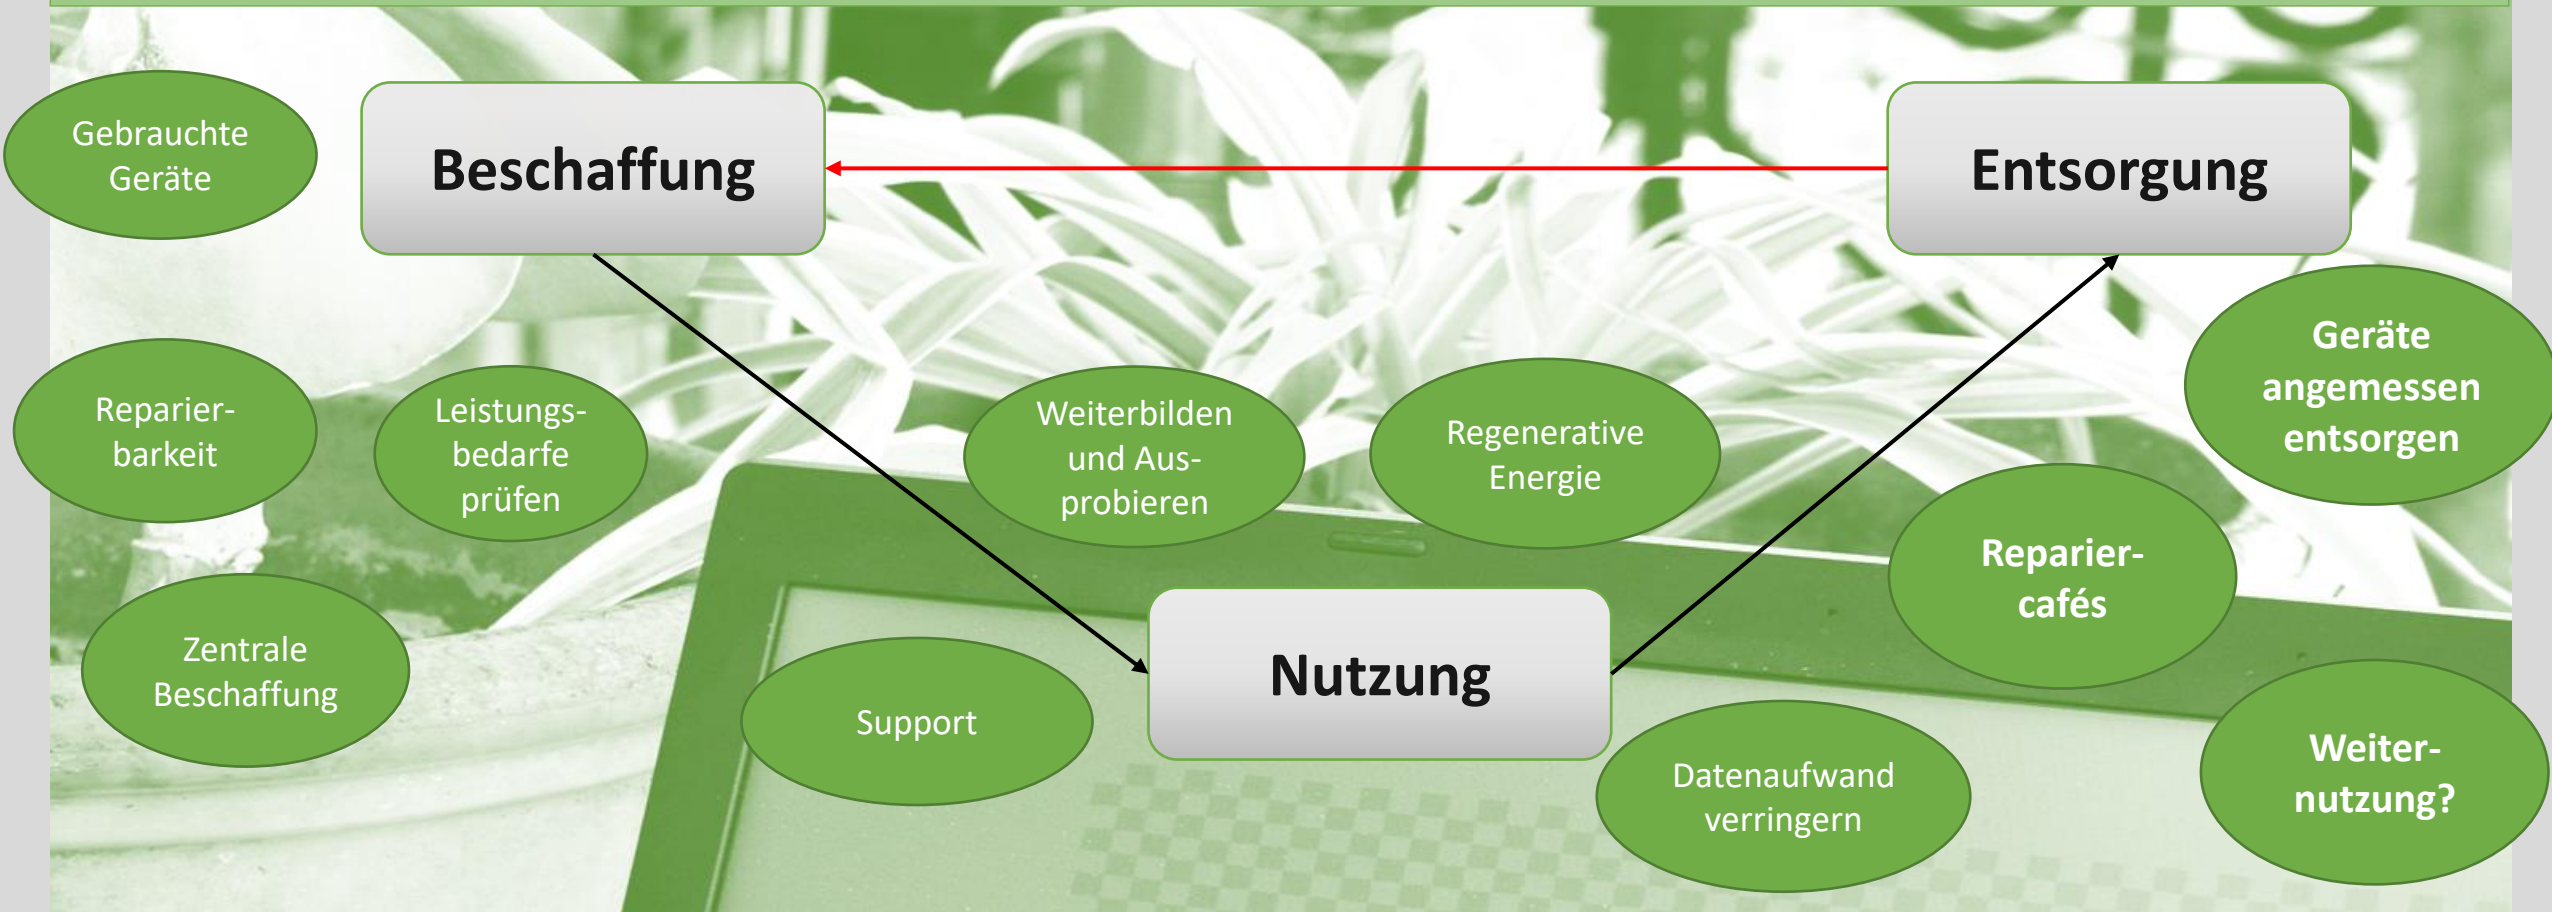 Gebrauchte
Geräte
Beschaffung
Entsorgung
Geräte
angemessen
entsorgen
Reparier-
barkeit
Leistungs-
bedarfe
prüfen
Weiterbilden
und Aus-
probieren
Regenerative
Energie
Reparier-
cafés
Zentrale
Beschaffung
Support
Nutzung
Datenaufwand
verringern
Weiter-
nutzung?